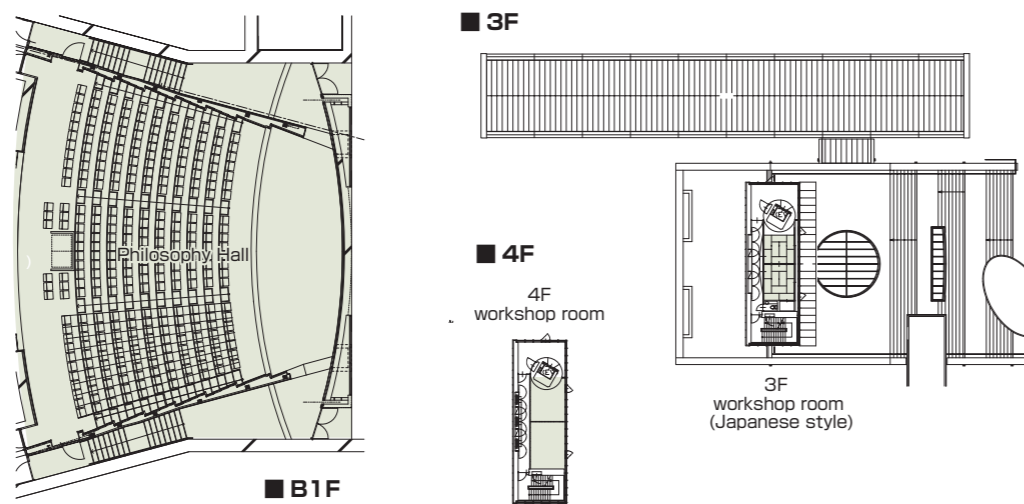 ■ 3F
Philosophy Hall
■ 4F
4F
workshop room
3F
workshop room
(Japanese style)
■ B1F